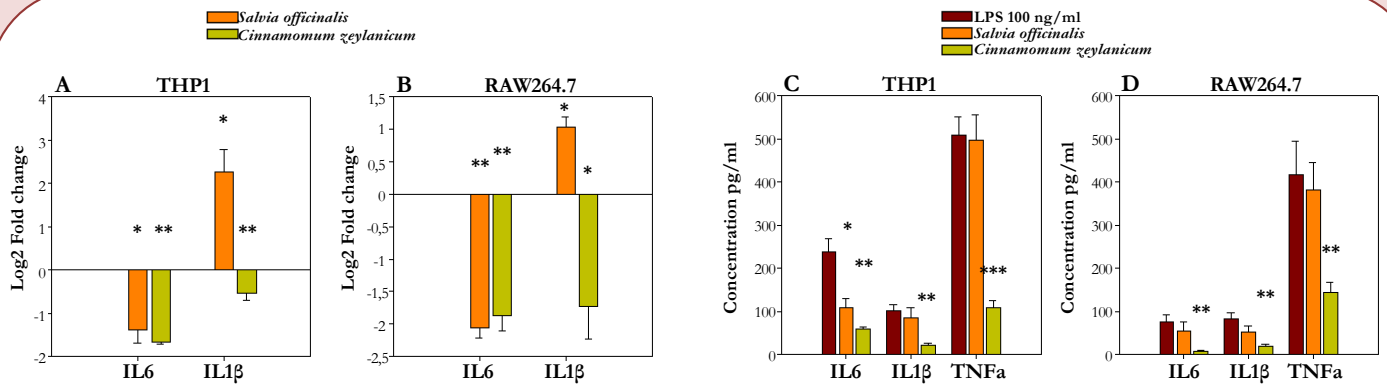 Salvia officinalis
Cinnamomum zeylanicum
LPS 100 ng/ml
Salvia officinalis
Cinnamomum zeylanicum
A THP1
Log2 Fold change
4
3
2
1
0
-1
-2
* ** * **
IL6 IL1β
B RAW264.7
Log2 Fold change
1,5
1
0,5
0
-0,5
-1
-1,5
-2
-2,5
** ** * *
IL6 IL1β
C THP1
Concentration pg/ml
600
500
400
300
200
100
0
* ** ** ***
IL6 IL1β TNFa
D RAW264.7
Concentration pg/ml
600
500
400
300
200
100
0
** ** **
IL6 IL1β TNFa